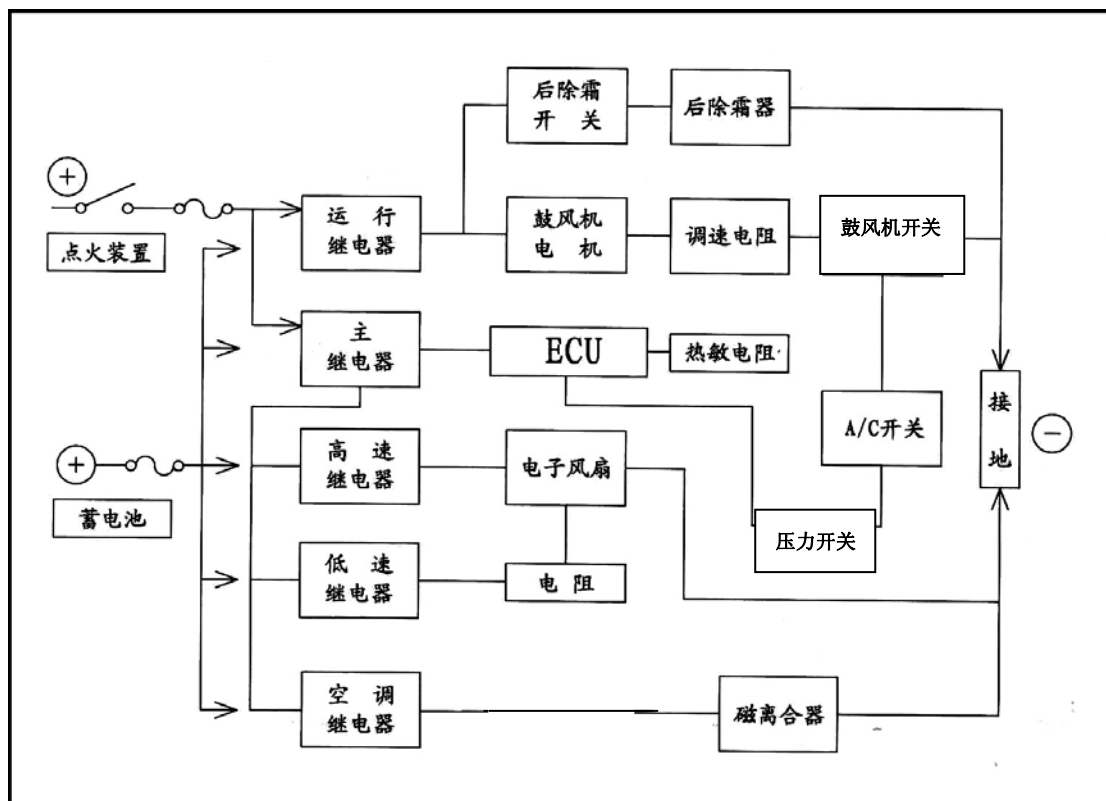 后除霜
开 关
后除霜器
+
点火装置
运 行
继电器
鼓风机
电 机
调速电阻
鼓风机开关
主
继电器
ECU
热敏电阻
A/C开关
接
地
−
+
蓄电池
高 速
继电器
电子风扇
压力开关
低 速
继电器
电 阻
空 调
继电器
磁离合器